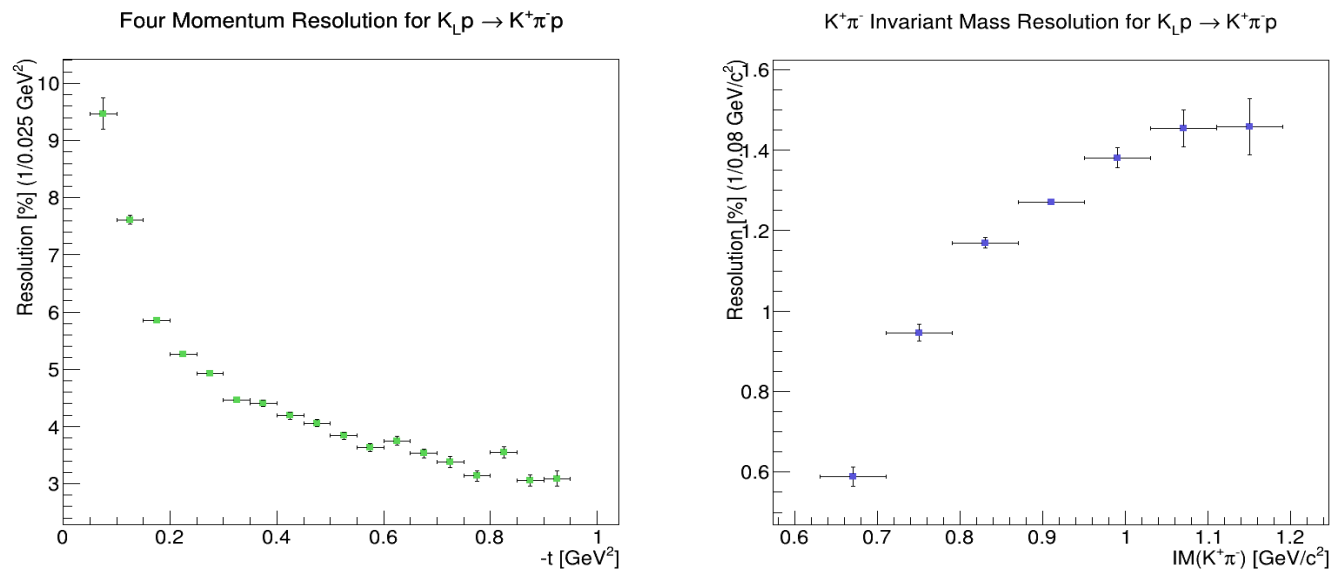 Four Momentum Resolution for K_L p → K⁺π⁻p
Resolution [%] (1/0.025 GeV²)
10
9
8
7
6
5
4
3
0 0.2 0.4 0.6 0.8 1
-t [GeV²]
K⁺π⁻ Invariant Mass Resolution for K_L p → K⁺π⁻p
Resolution [%] (1/0.08 GeV/c²)
1.6
1.4
1.2
1
0.8
0.6
0.6 0.7 0.8 0.9 1 1.1 1.2
IM(K⁺π⁻) [GeV/c²]